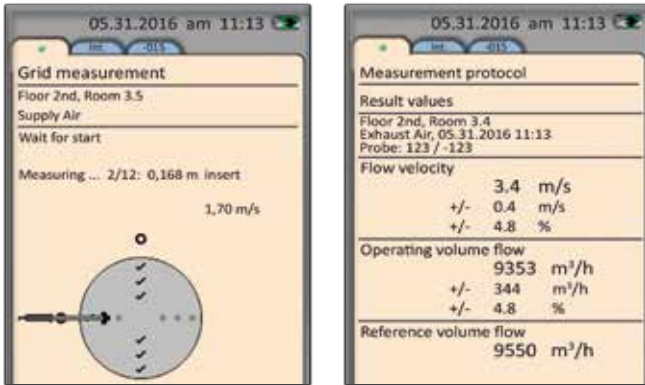 05.31.2016 am 11:13
Int. -015
Grid measurement
Floor 2nd, Room 3.5
Supply Air
Wait for start
Measuring ... 2/12: 0,168 m insert
1,70 m/s
05.31.2016 am 11:13
Int. -015
Measurement protocol
Result values
Floor 2nd, Room 3.4
Exhaust Air, 05.31.2016 11:13
Probe: 123 / -123
Flow velocity
3.4 m/s
+/- 0.4 m/s
+/- 4.8 %
Operating volume flow
9353 m³/h
+/- 344 m³/h
+/- 4.8 %
Reference volume flow
9550 m³/h